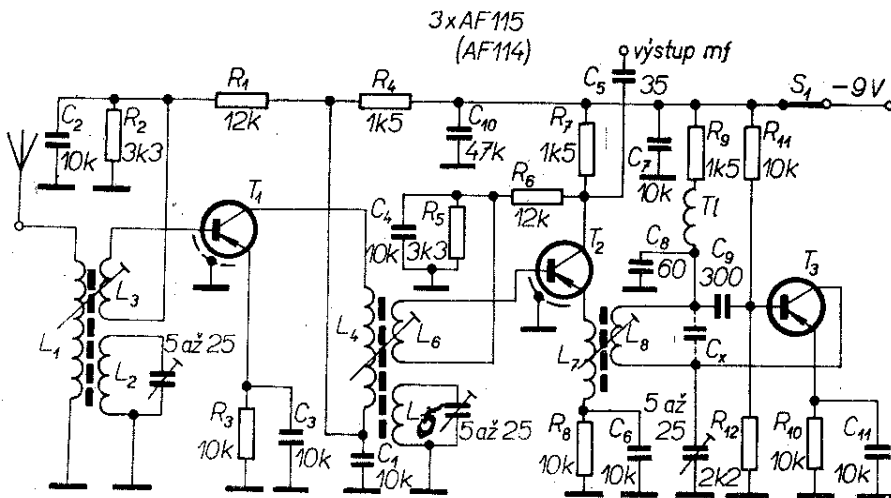 3xAF115
(AF114)
výstup mf
C5
35
S1
-9V
R1
12k
R4
1k5
C2
10k
R2
3k3
C10
47k
R7
1k5
C7
10k
R9
1k5
R11
10k
R6
12k
T1
C4
10k
R5
3k3
T2
Tl
C8
60
C9
300
T3
L1
L3
L2
5 až 25
L4
L6
L
5 až 25
L7
L8
Cx
5 až
25
R3
10k
C3
10k
C1
10k
R8
10k
C6
10k
R12
2k2
R10
10k
C11
10k